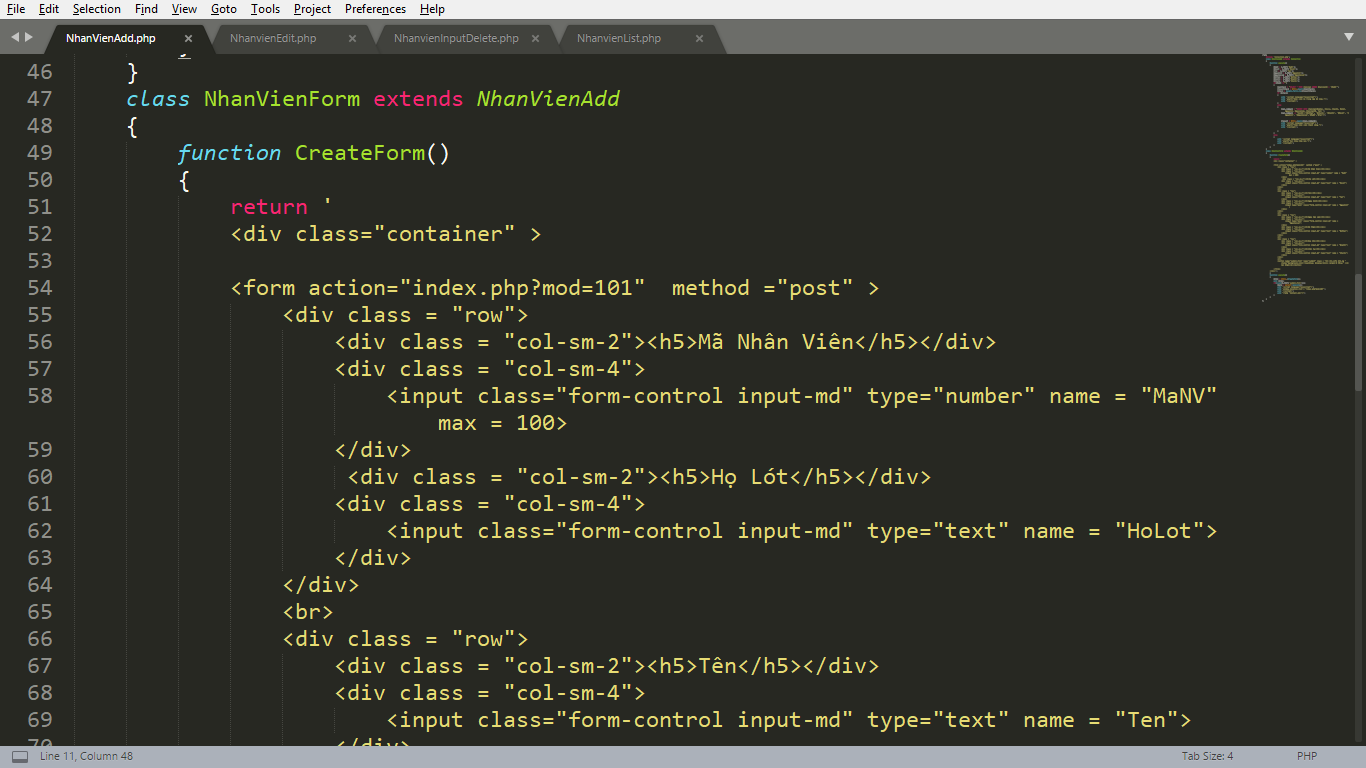 File Edit Selection Find View Goto Tools Project Preferences Help
NhanVienAdd.php × NhanvienEdit.php × NhanvienInputDelete.php × NhanvienList.php ×
46 }
47 class NhanVienForm extends NhanVienAdd
48 {
49 function CreateForm()
50 {
51 return '
52 <div class="container" >
53
54 <form action="index.php?mod=101"  method ="post" >
55 <div class = "row">
56 <div class = "col-sm-2"><h5>Mã Nhân Viên</h5></div>
57 <div class = "col-sm-4">
58 <input class="form-control input-md" type="number" name = "MaNV"
max = 100>
59 </div>
60 <div class = "col-sm-2"><h5>Họ Lót</h5></div>
61 <div class = "col-sm-4">
62 <input class="form-control input-md" type="text" name = "HoLot">
63 </div>
64 </div>
65 <br>
66 <div class = "row">
67 <div class = "col-sm-2"><h5>Tên</h5></div>
68 <div class = "col-sm-4">
69 <input class="form-control input-md" type="text" name = "Ten">
70 </div>
Line 11, Column 48 Tab Size: 4 PHP